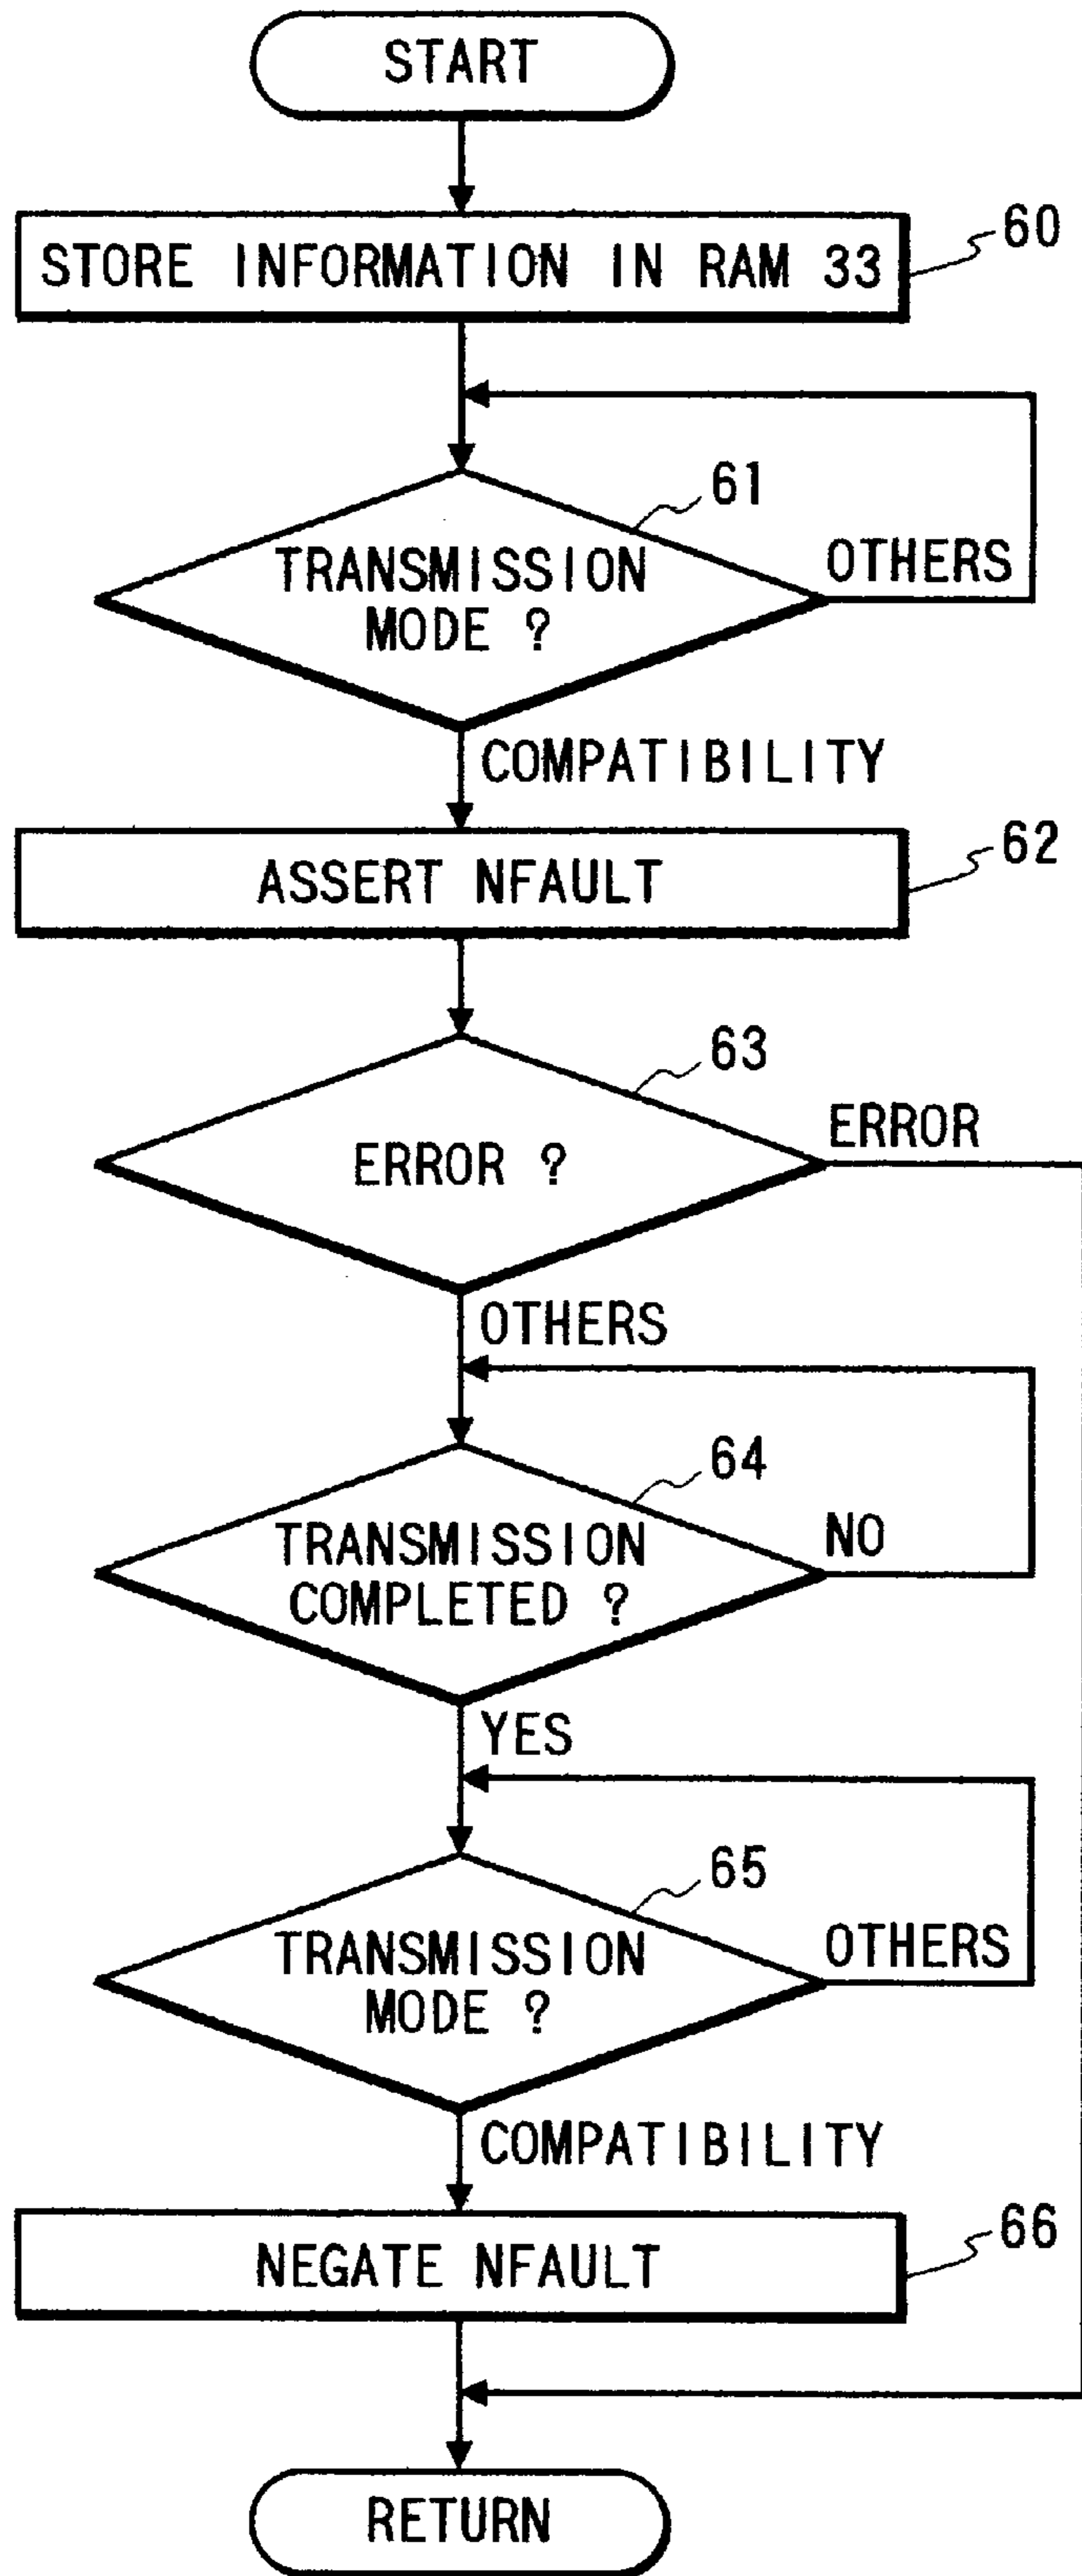 START
STORE INFORMATION IN RAM 33
60
61
TRANSMISSION
MODE ?
OTHERS
COMPATIBILITY
ASSERT NFAULT
62
63
ERROR ?
ERROR
OTHERS
64
TRANSMISSION
COMPLETED ?
NO
YES
65
TRANSMISSION
MODE ?
OTHERS
COMPATIBILITY
NEGATE NFAULT
66
RETURN